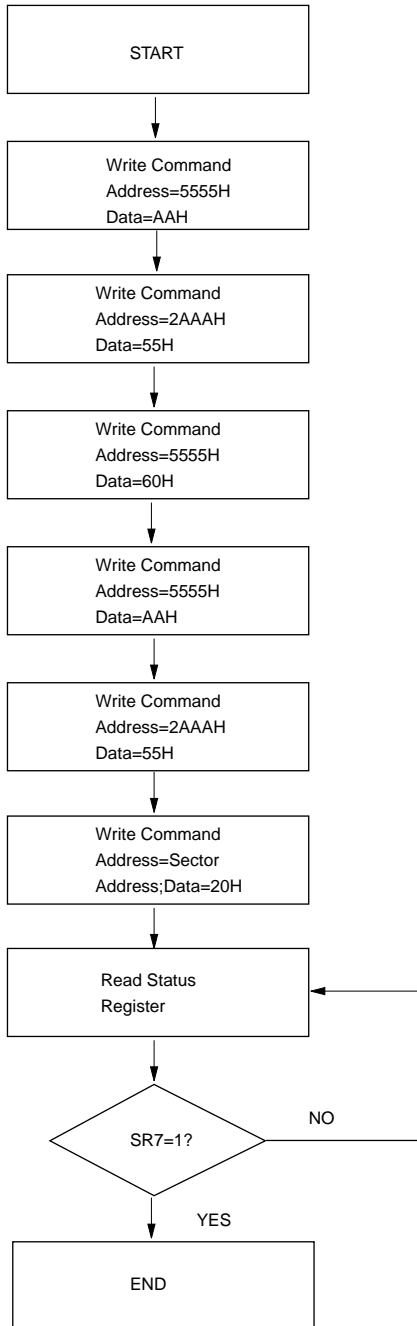 START
Write Command
Address=5555H
Data=AAH
Write Command
Address=2AAAH
Data=55H
Write Command
Address=5555H
Data=60H
Write Command
Address=5555H
Data=AAH
Write Command
Address=2AAAH
Data=55H
Write Command
Address=Sector
Address;Data=20H
Read Status
Register
SR7=1?
NO
YES
END